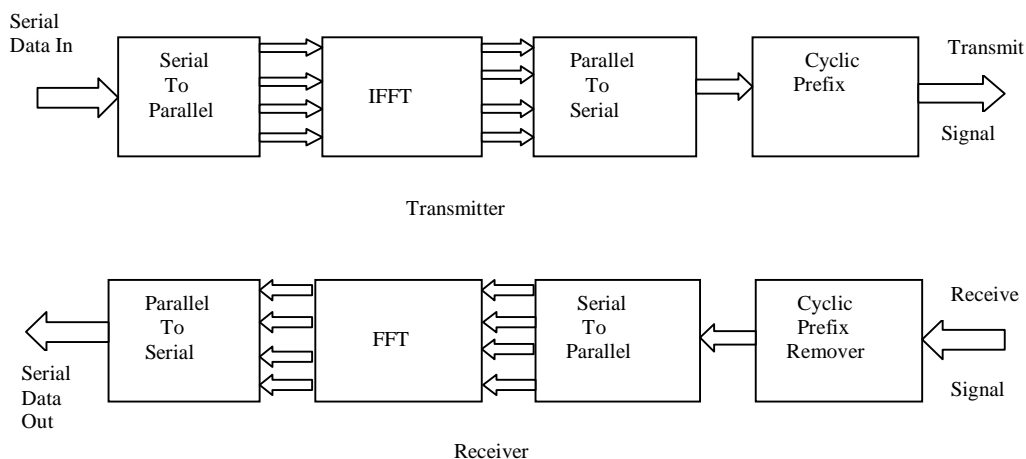 Serial
Data In
Serial
To
Parallel
IFFT
Parallel
To
Serial
Cyclic
Prefix
Transmit
Signal
Transmitter
Parallel
To
Serial
FFT
Serial
To
Parallel
Cyclic
Prefix
Remover
Receive
Signal
Serial
Data
Out
Receiver